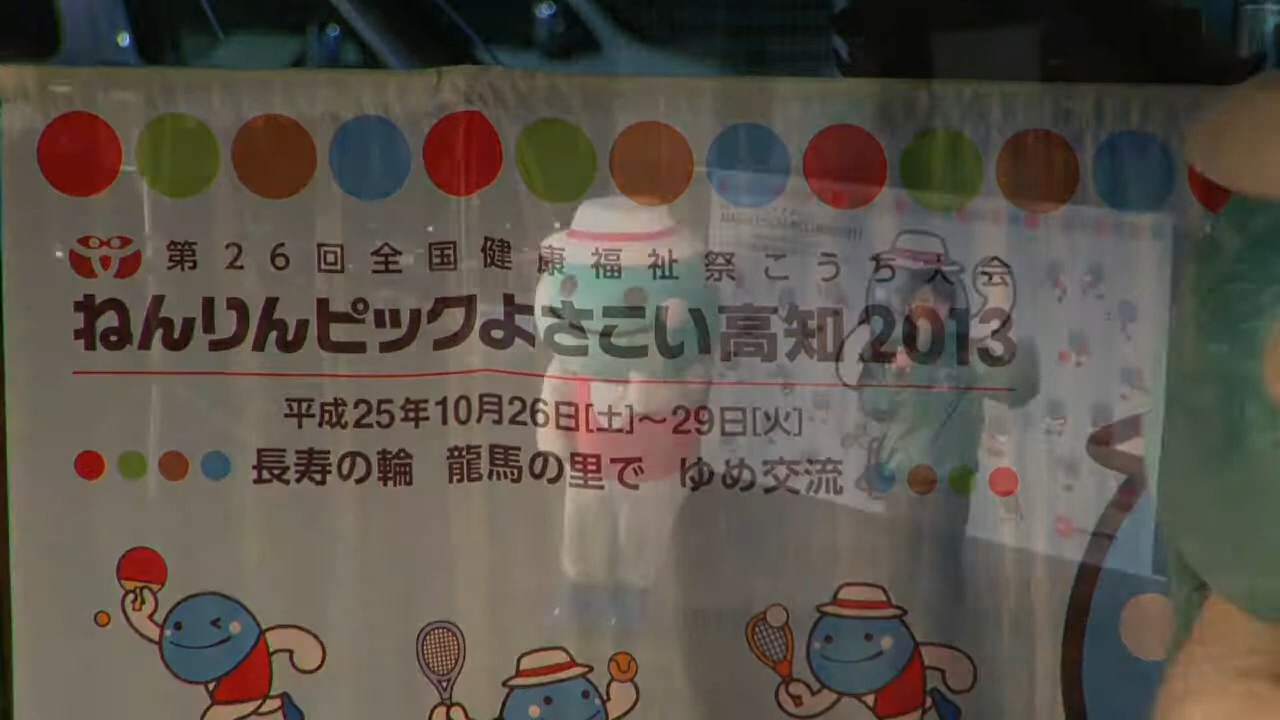 第26回全国健康福祉祭こうち大会
ねんりんピックよさこい高知2013
平成25年10月26日[土]～29日[火]
長寿の輪 龍馬の里で ゆめ交流